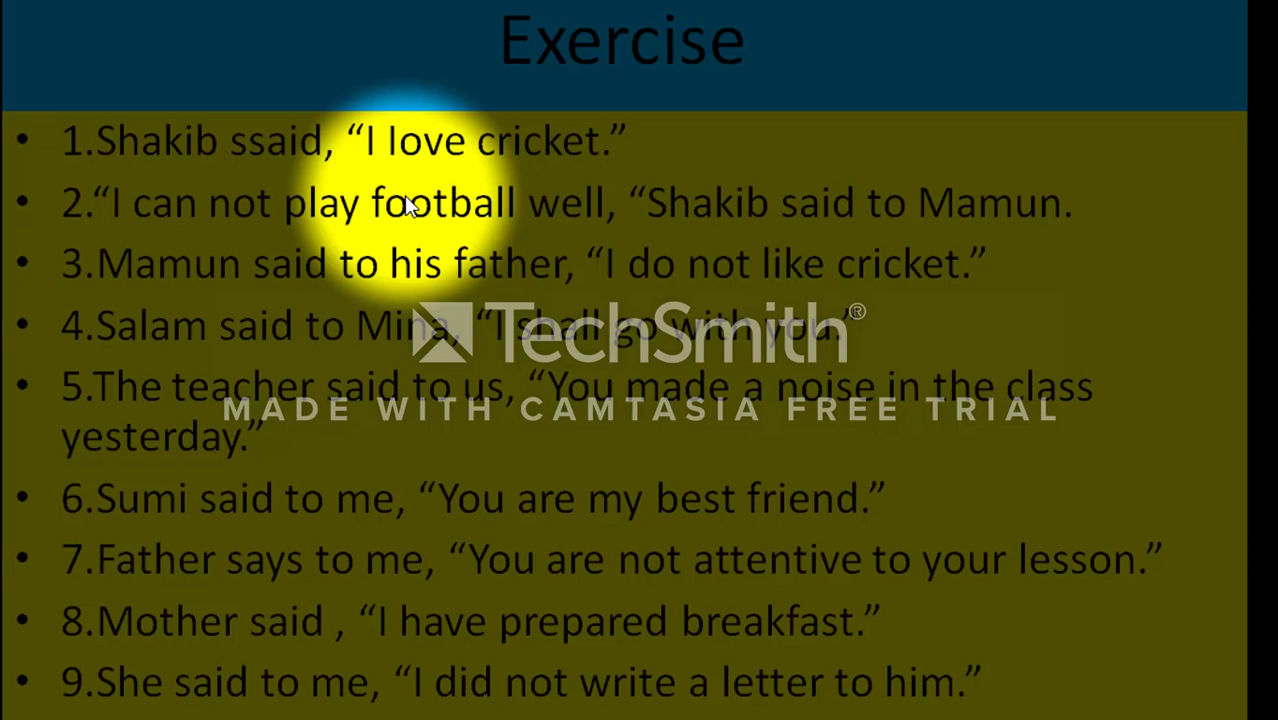 Exercise
• 1.Shakib ssaid, “I love cricket.”
• 2.“I can not play football well, “Shakib said to Mamun.
• 3.Mamun said to his father, “I do not like cricket.”
• 4.Salam said to Mina, “I shall go with you.”
TechSmith®
• 5.The teacher said to us, “You made a noise in the class
MADE WITH CAMTASIA FREE TRIAL
yesterday.”
• 6.Sumi said to me, “You are my best friend.”
• 7.Father says to me, “You are not attentive to your lesson.”
• 8.Mother said , “I have prepared breakfast.”
• 9.She said to me, “I did not write a letter to him.”